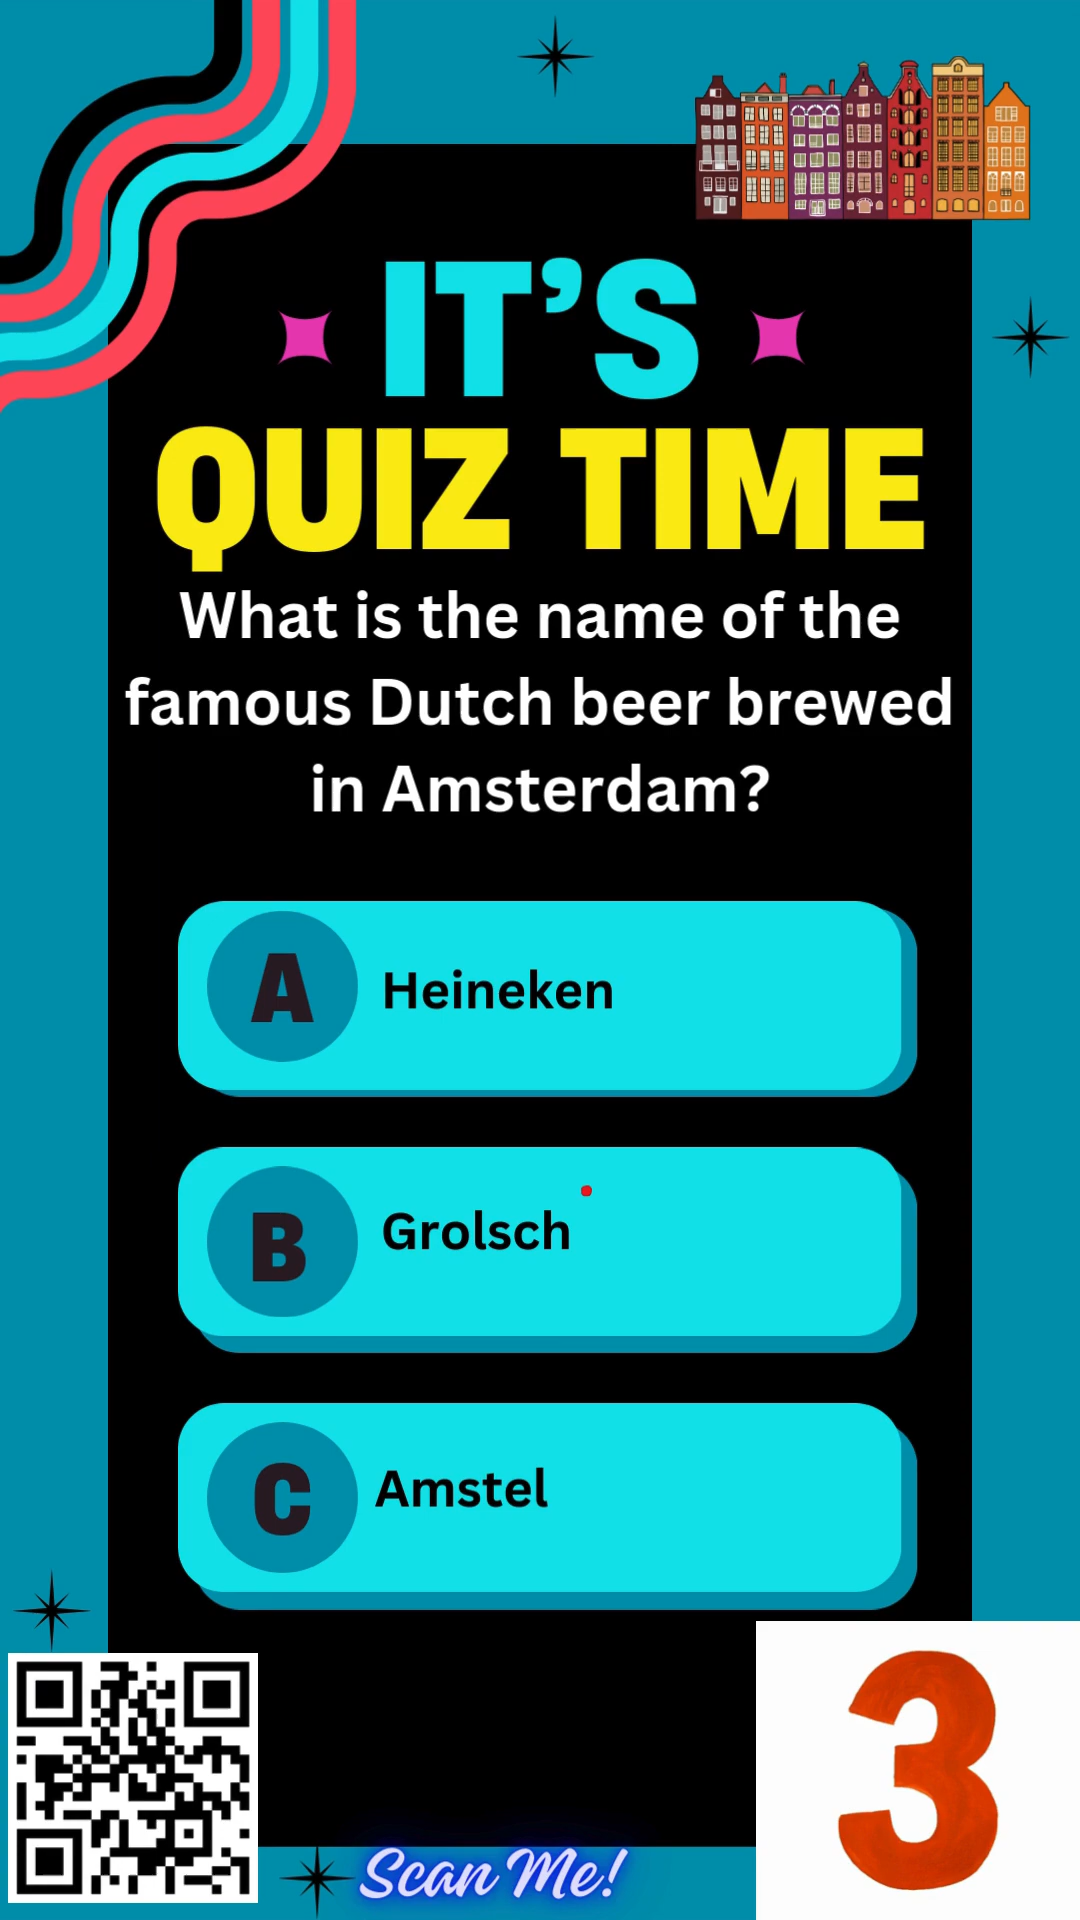 IT’S
QUIZ TIME
What is the name of the
famous Dutch beer brewed
in Amsterdam?
A Heineken
B Grolsch
C Amstel
3
Scan Me!